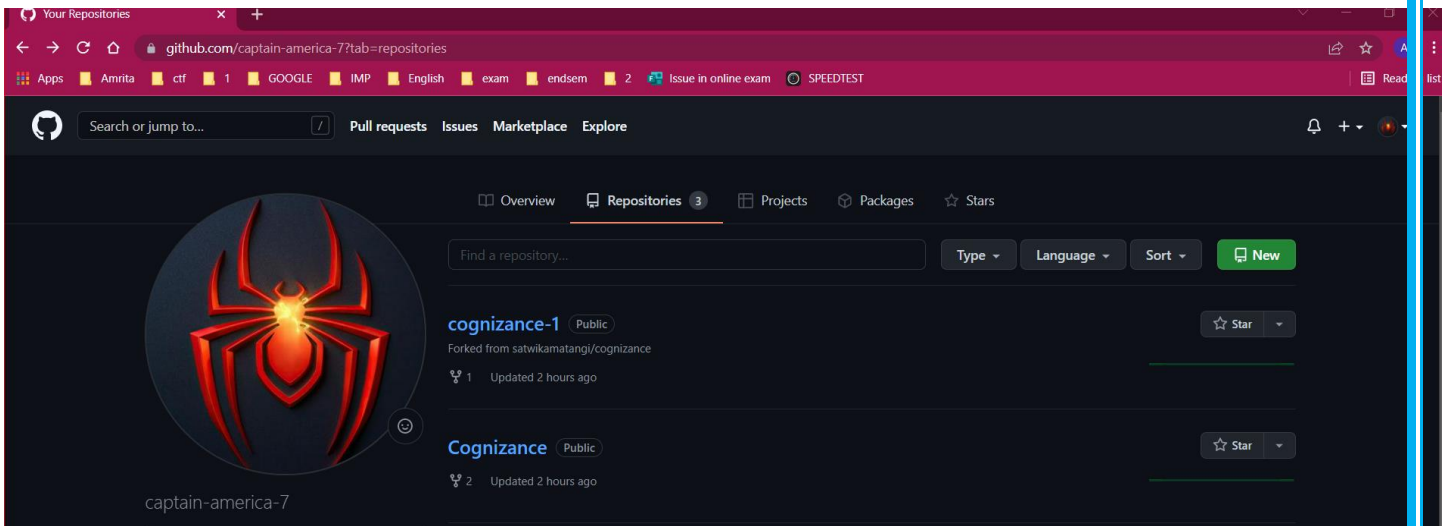 Your Repositories
github.com/captain-america-7?tab=repositories
Apps Amrita ctf 1 GOOGLE IMP English exam endsem 2 Issue in online exam SPEEDTEST Read list
Search or jump to... / Pull requests Issues Marketplace Explore
Overview Repositories 3 Projects Packages Stars
Find a repository... Type Language Sort New
cognizance-1 Public Star
Forked from satwikamatangi/cognizance
1 Updated 2 hours ago
Cognizance Public Star
2 Updated 2 hours ago
captain-america-7